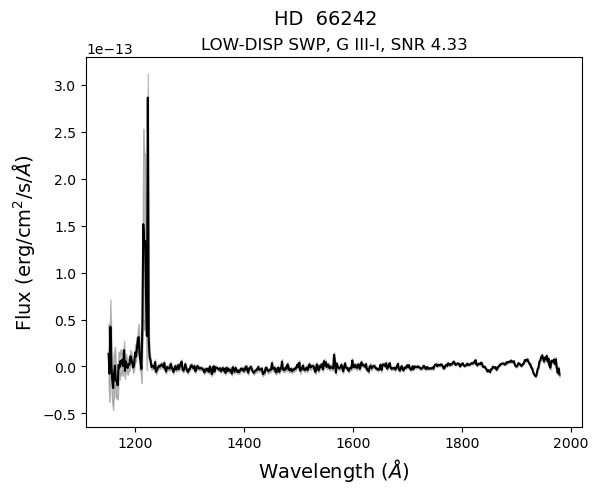 HD  66242
LOW-DISP SWP, G III-I, SNR 4.33
1e−13
3.0
2.5
2.0
1.5
1.0
0.5
0.0
−0.5
Flux (erg/cm²/s/Å)
1200 1400 1600 1800 2000
Wavelength (Å)